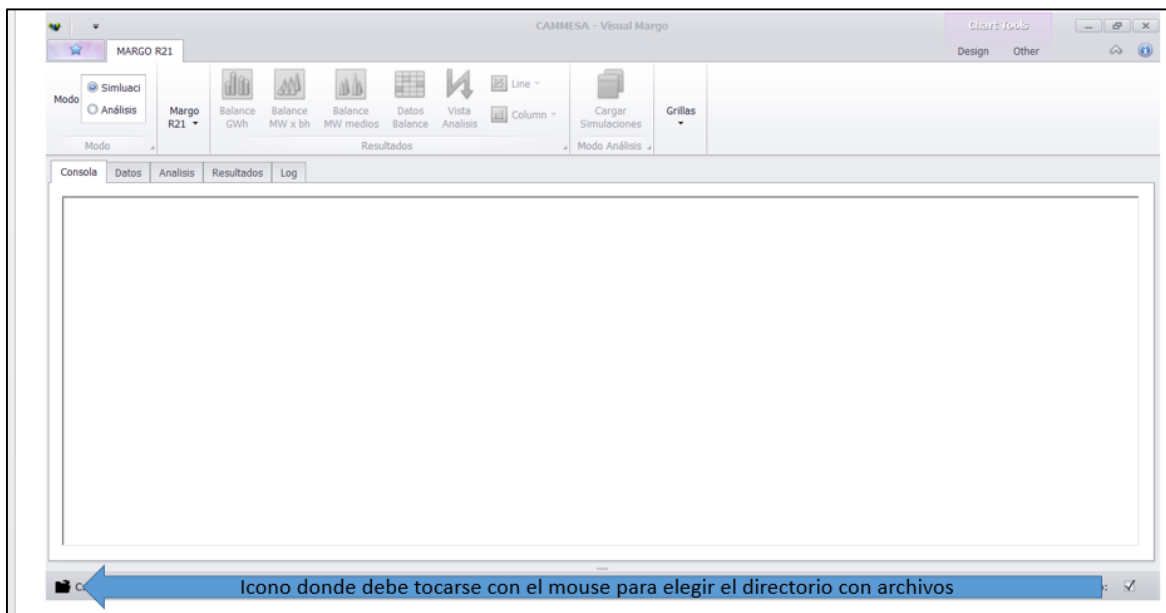 CAMMESA - Visual Margo
Chart Tools
MARGO R21
Design Other
Modo
Simluaci
Análisis
Margo
R21
Balance
GWh
Balance
MW x bh
Balance
MW medios
Datos
Balance
Vista
Analisis
Line
Column
Cargar
Simulaciones
Grillas
Modo
Resultados
Modo Análisis
Consola Datos Analisis Resultados Log
Icono donde debe tocarse con el mouse para elegir el directorio con archivos